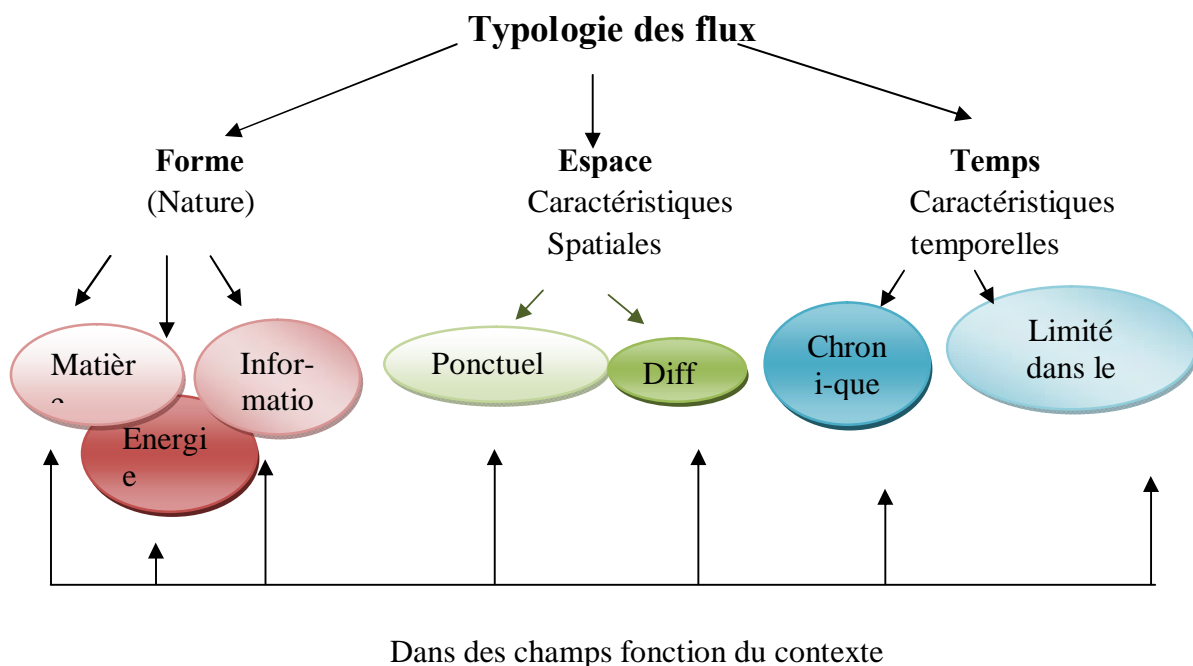 Typologie des flux
Forme
(Nature)
Espace
Caractéristiques
Spatiales
Temps
Caractéristiques
temporelles
Matièr
Energi
e
Infor-
matio
Ponctuel
Diff
Chron
i-que
Limité
dans le
Dans des champs fonction du contexte